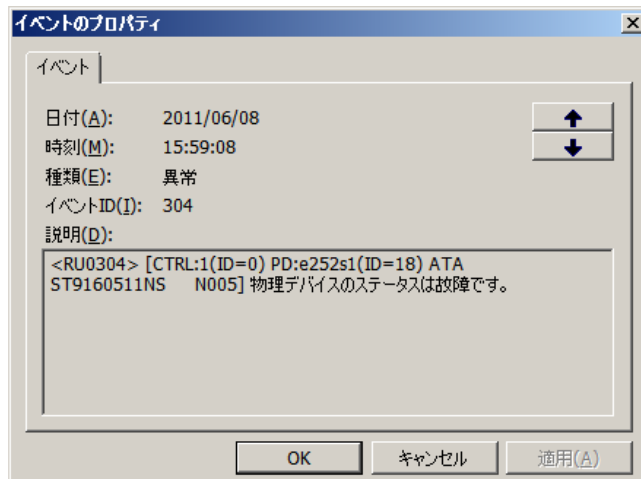 イベントのプロパティ
イベント
日付(A): 2011/06/08
時刻(M): 15:59:08
種類(E): 異常
イベントID(I): 304
説明(D):
<RU0304> [CTRL:1(ID=0) PD:e252s1(ID=18) ATA
ST9160511NS N005] 物理デバイスのステータスは故障です。
OK キャンセル 適用(A)